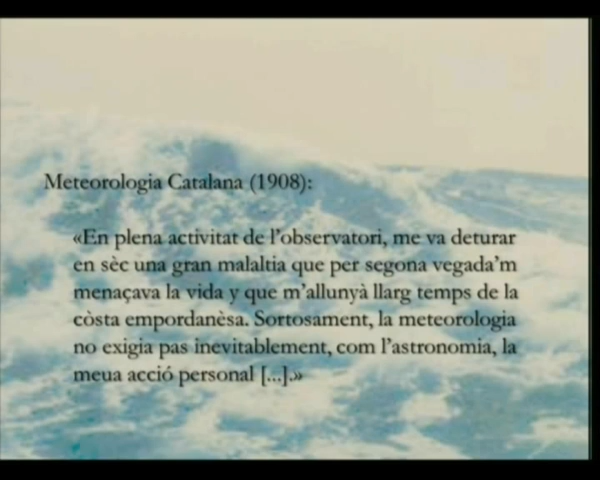 Meteorologia Catalana (1908):
«En plena activitat de l'observatori, me va deturar
en sèc una gran malaltia que per segona vegada'm
menaçava la vida y que m'allunyà llarg temps de la
còsta empordanèsa. Sortosament, la meteorologia
no exigia pas inevitablement, com l'astronomia, la
meua acció personal [...].»